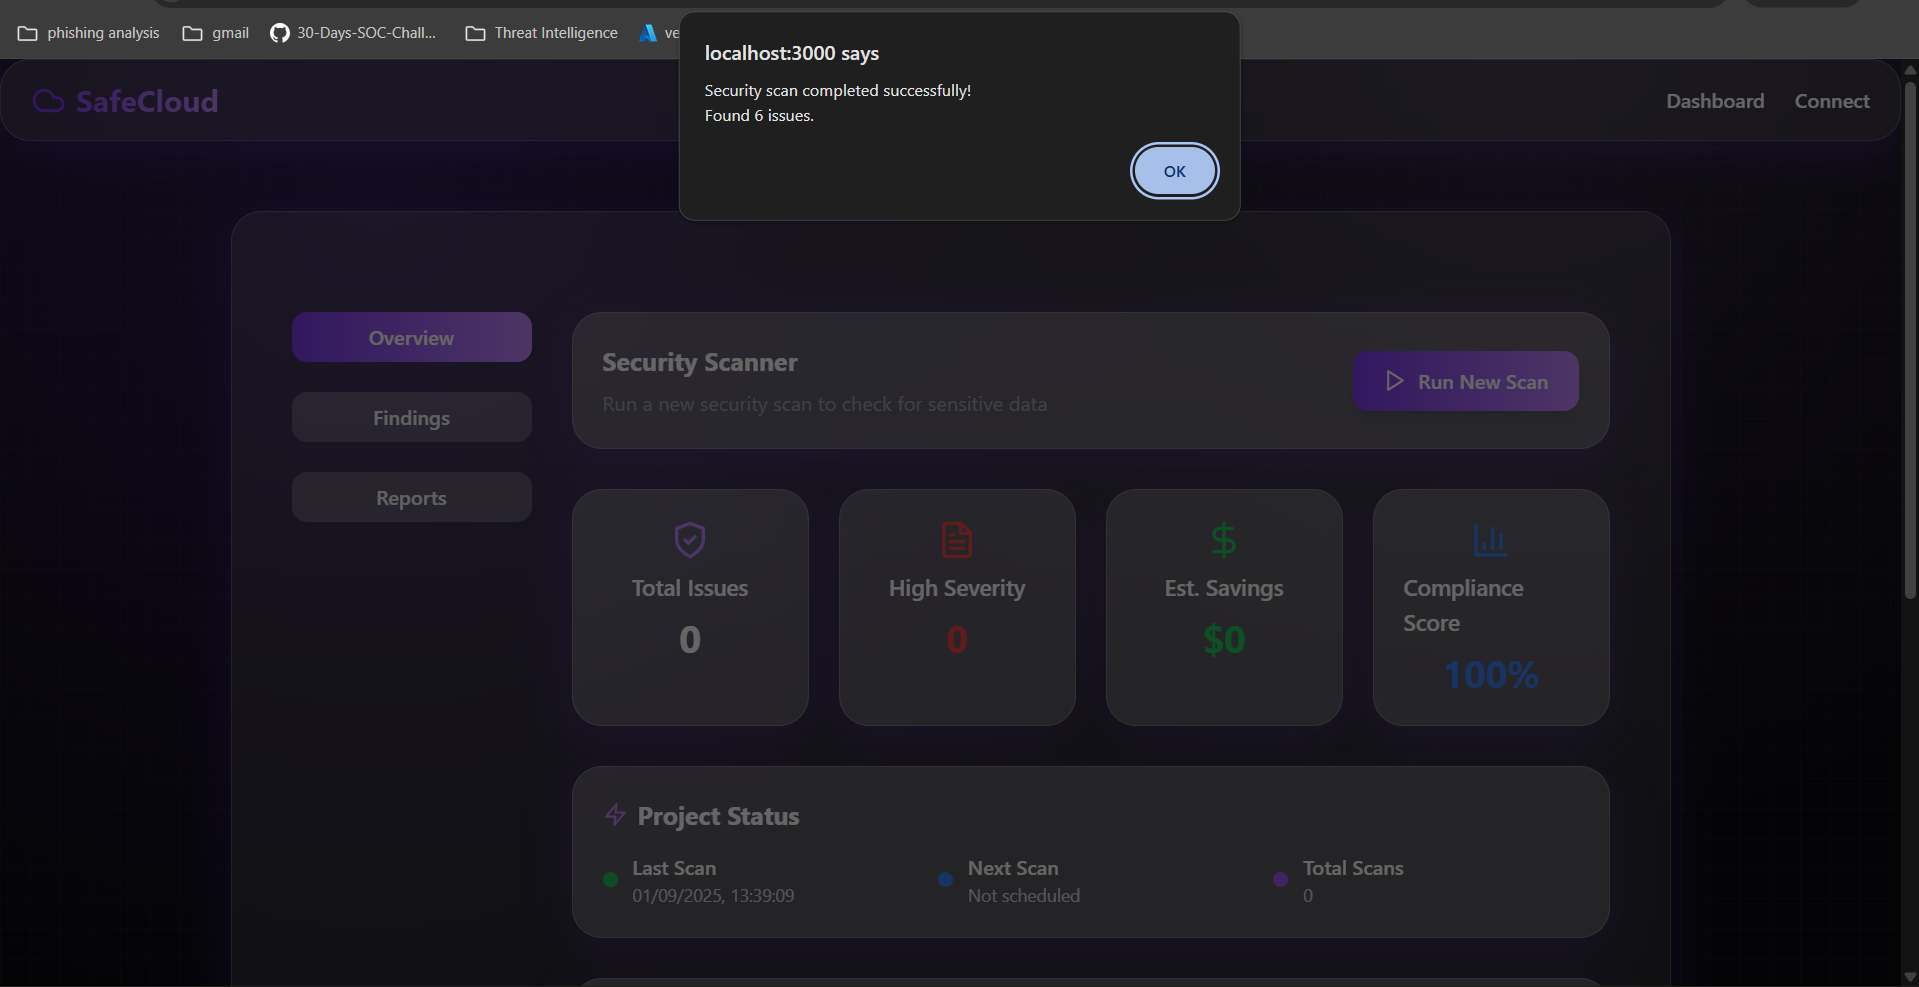 phishing analysis
gmail
30-Days-SOC-Chall...
Threat Intelligence
ve
localhost:3000 says
Security scan completed successfully!
Found 6 issues.
OK
SafeCloud
Dashboard
Connect
Overview
Findings
Reports
Security Scanner
Run a new security scan to check for sensitive data
Run New Scan
Total Issues
0
High Severity
0
Est. Savings
$0
Compliance
Score
100%
Project Status
Last Scan
01/09/2025, 13:39:09
Next Scan
Not scheduled
Total Scans
0